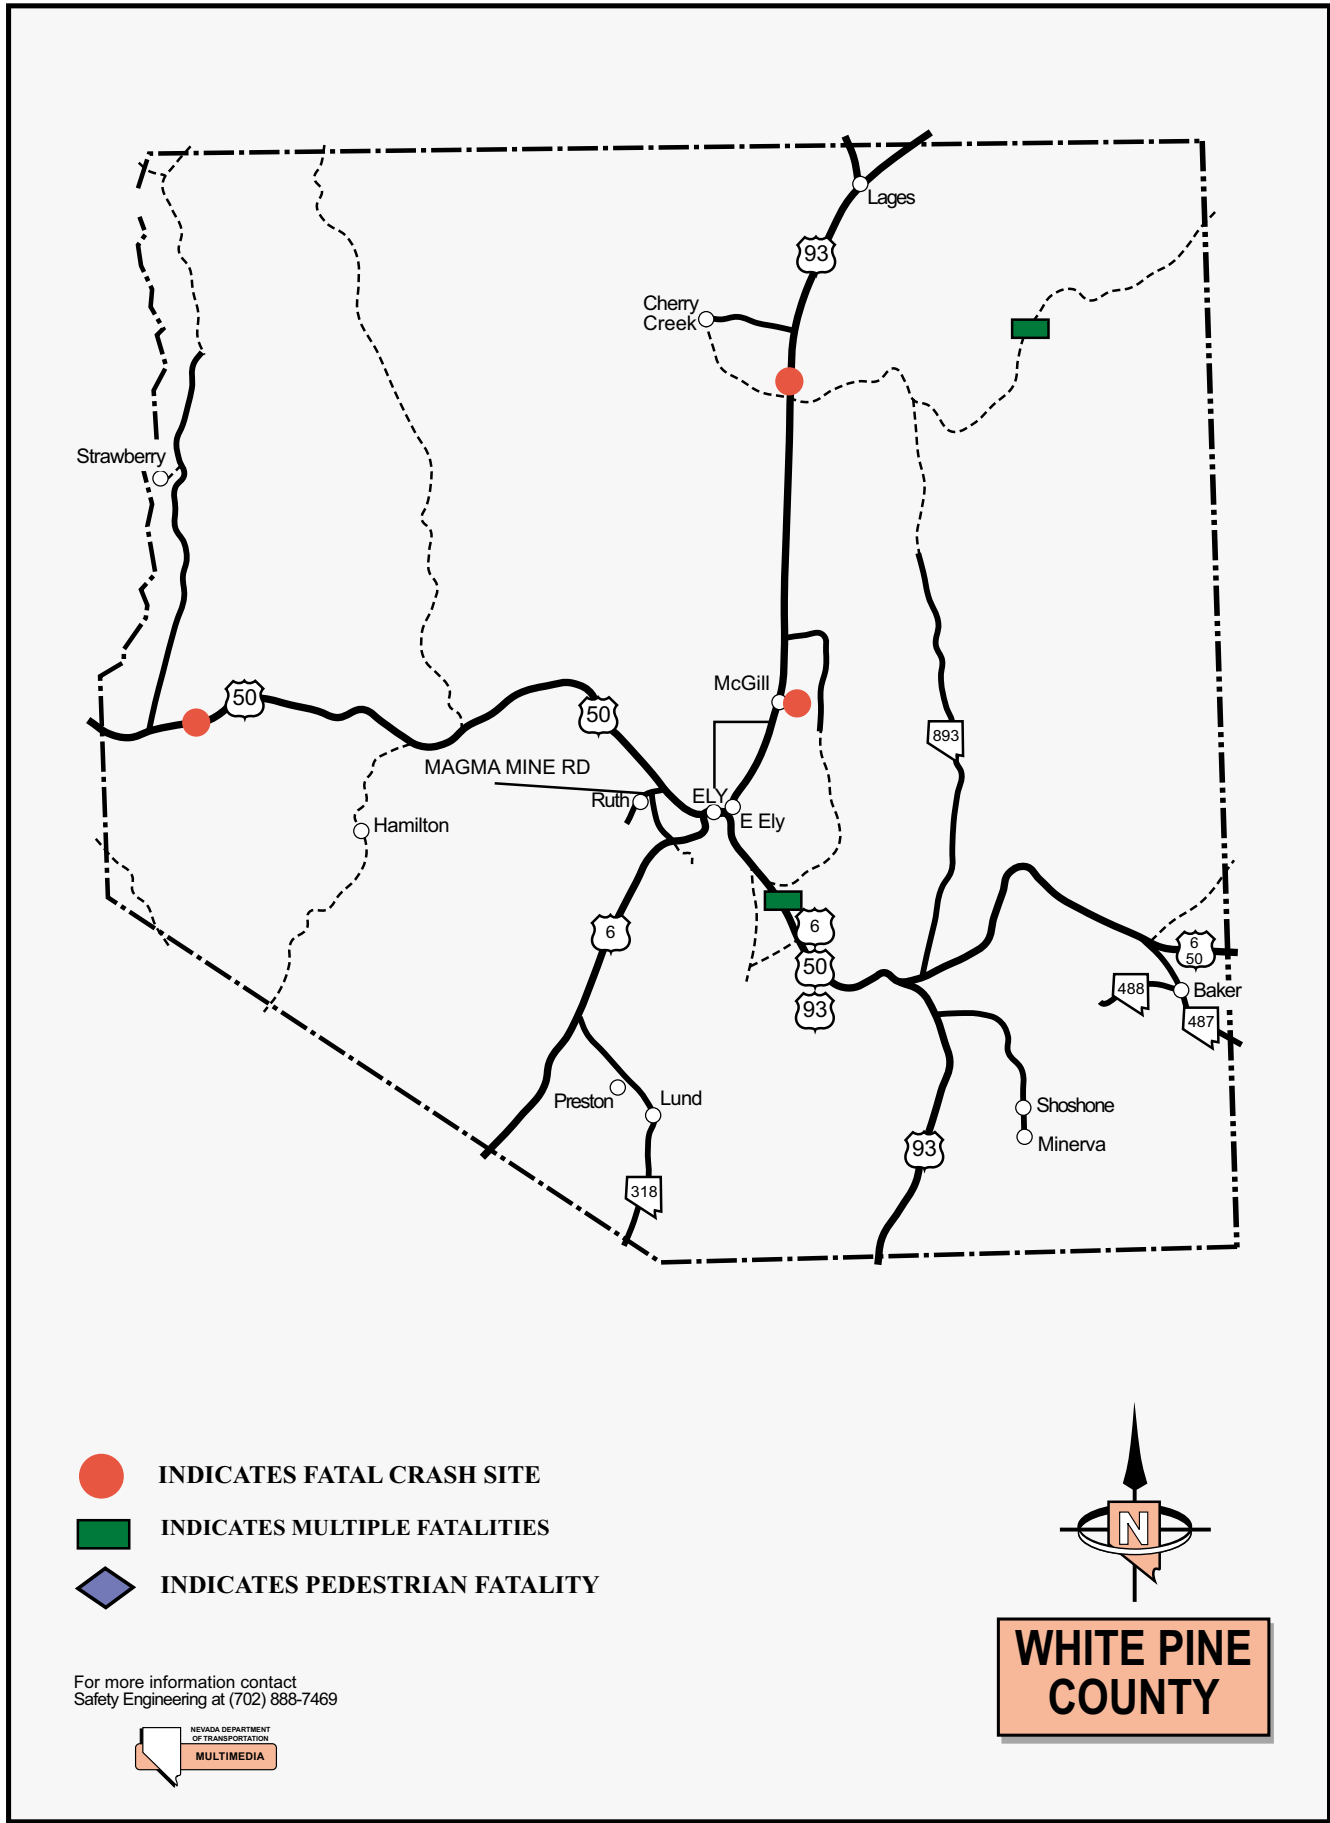 Lages
93
Cherry
Creek
Strawberry
McGill
50
50
893
MAGMA MINE RD
Ruth
ELY
E Ely
Hamilton
6
6
50
93
6
50
488
Baker
487
Preston
Lund
Shoshone
Minerva
93
318
INDICATES FATAL CRASH SITE
INDICATES MULTIPLE FATALITIES
INDICATES PEDESTRIAN FATALITY
N
WHITE PINE
COUNTY
For more information contact
Safety Engineering at (702) 888-7469
NEVADA DEPARTMENT
OF TRANSPORTATION
MULTIMEDIA